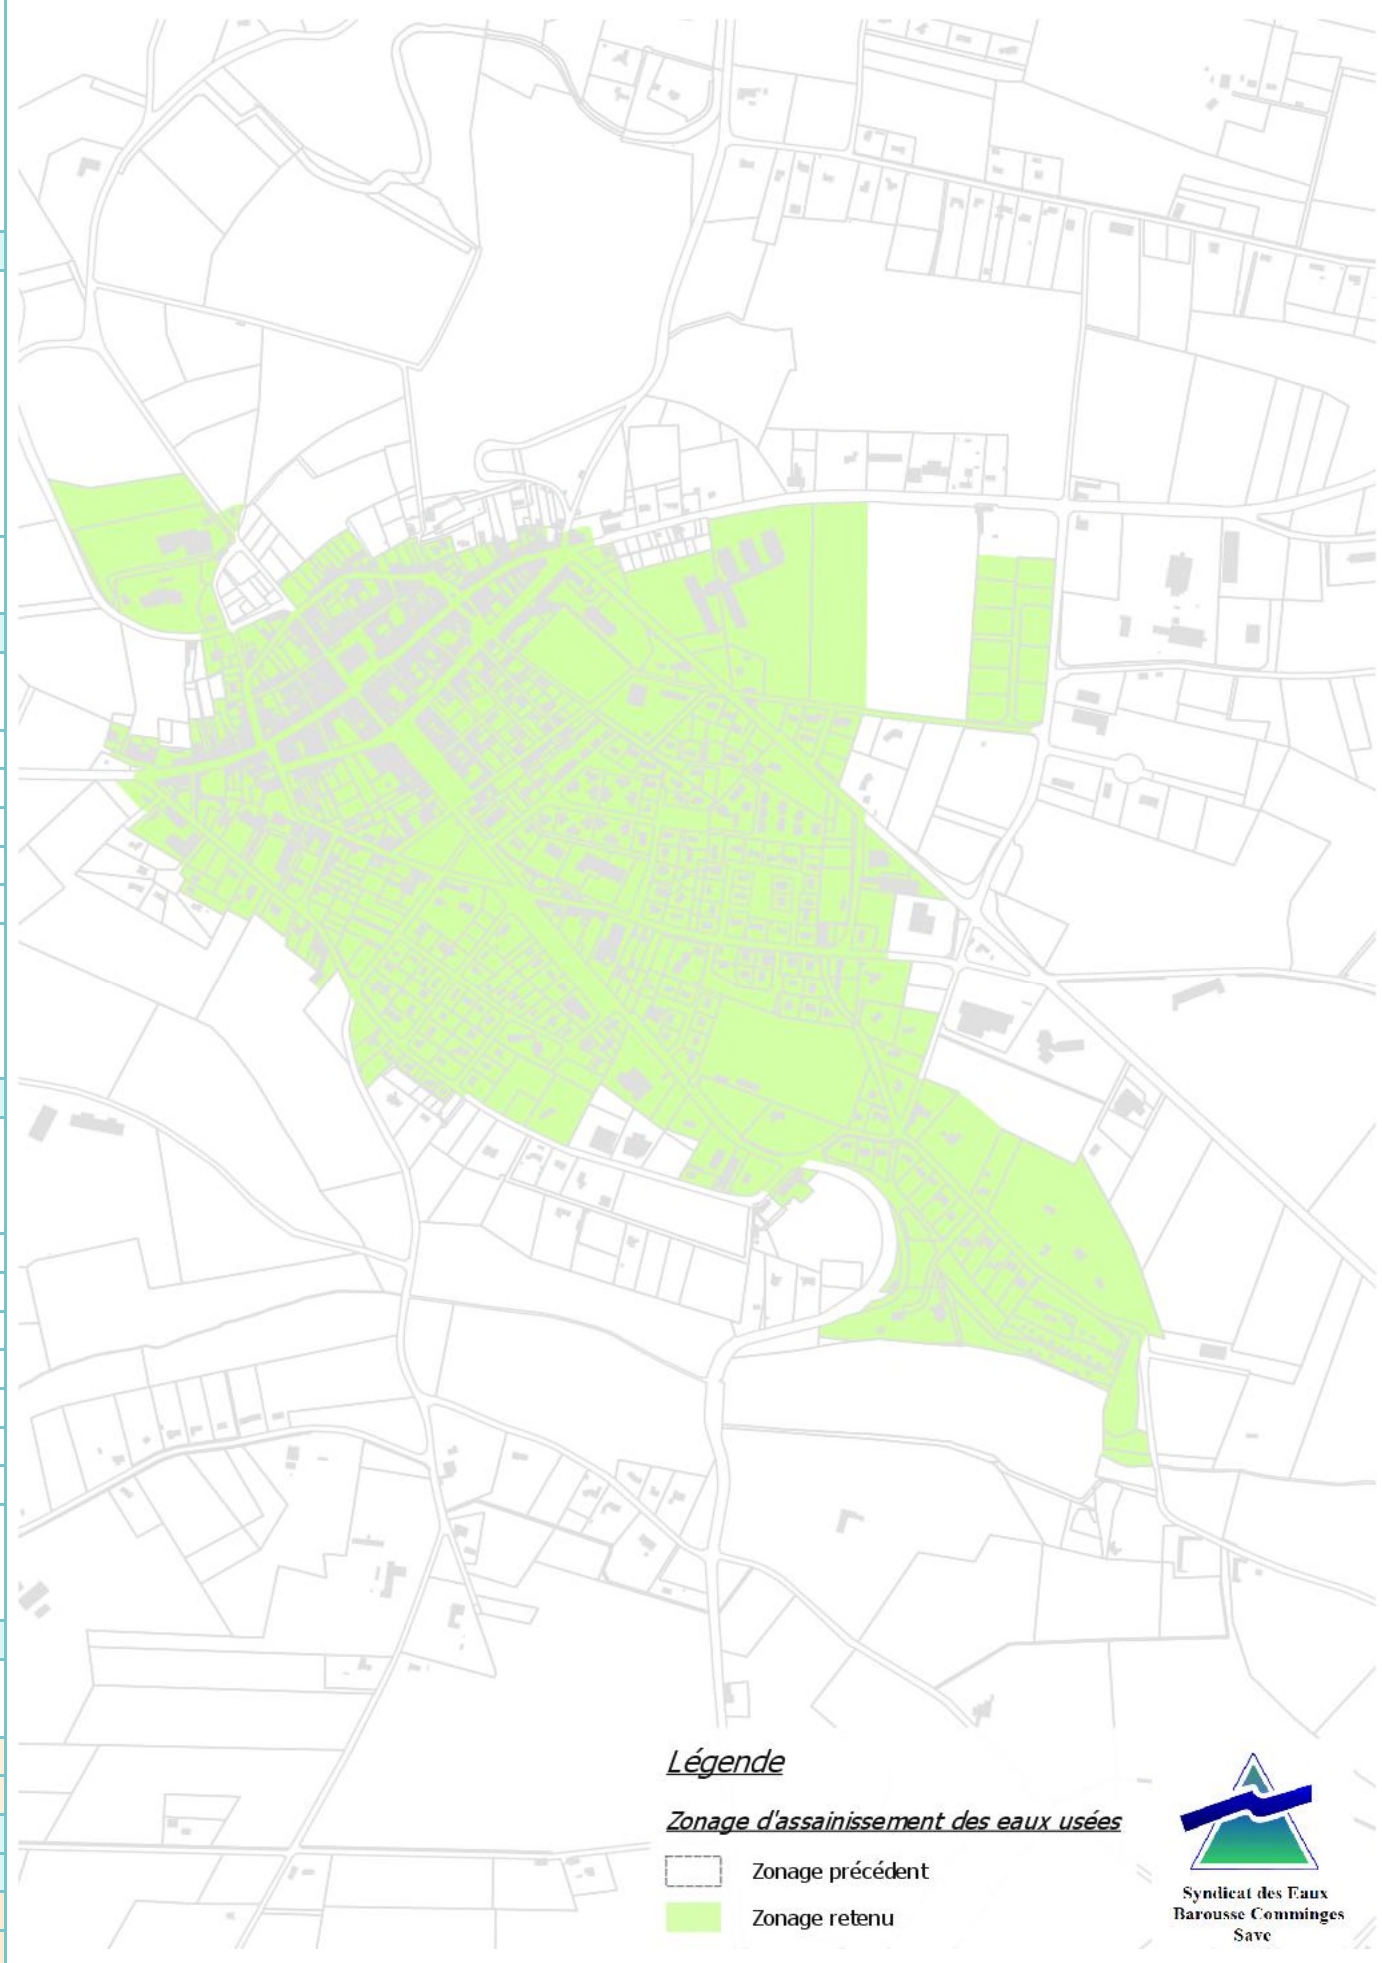 Légende
Zonage d'assainissement des eaux usées
Zonage précédent
Zonage retenu
Syndicat des Eaux
Barousse Comminges
Save